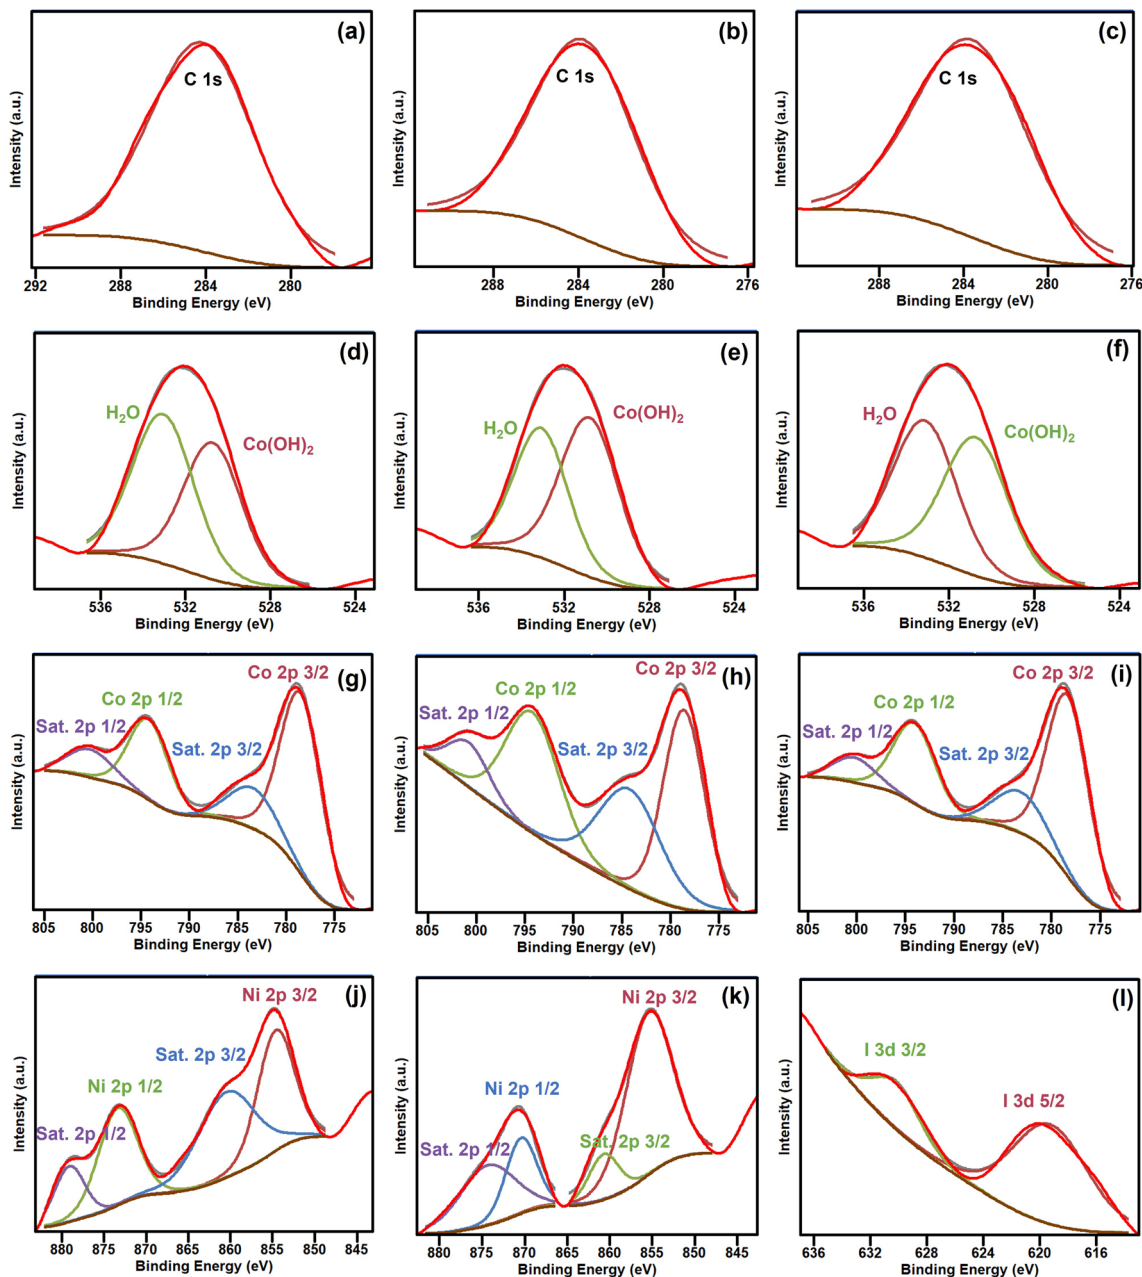 (a)
C 1s
Intensity (a.u.)
292 288 284 280
Binding Energy (eV)
(b)
C 1s
Intensity (a.u.)
288 284 280 276
Binding Energy (eV)
(c)
C 1s
Intensity (a.u.)
288 284 280 276
Binding Energy (eV)
(d)
H₂O
Co(OH)₂
Intensity (a.u.)
536 532 528 524
Binding Energy (eV)
(e)
H₂O
Co(OH)₂
Intensity (a.u.)
536 532 528 524
Binding Energy (eV)
(f)
H₂O
Co(OH)₂
Intensity (a.u.)
536 532 528 524
Binding Energy (eV)
(g)
Co 2p 3/2
Co 2p 1/2
Sat. 2p 1/2
Sat. 2p 3/2
Intensity (a.u.)
805 800 795 790 785 780 775
Binding Energy (eV)
(h)
Co 2p 3/2
Co 2p 1/2
Sat. 2p 1/2
Sat. 2p 3/2
Intensity (a.u.)
805 800 795 790 785 780 775
Binding Energy (eV)
(i)
Co 2p 3/2
Co 2p 1/2
Sat. 2p 1/2
Sat. 2p 3/2
Intensity (a.u.)
805 800 795 790 785 780 775
Binding Energy (eV)
(j)
Ni 2p 3/2
Sat. 2p 3/2
Ni 2p 1/2
Sat. 2p 1/2
Intensity (a.u.)
880 875 870 865 860 855 850 845
Binding Energy (eV)
(k)
Ni 2p 3/2
Ni 2p 1/2
Sat. 2p 1/2
Sat. 2p 3/2
Intensity (a.u.)
880 875 870 865 860 855 850 845
Binding Energy (eV)
(l)
I 3d 3/2
I 3d 5/2
Intensity (a.u.)
636 632 628 624 620 616
Binding Energy (eV)